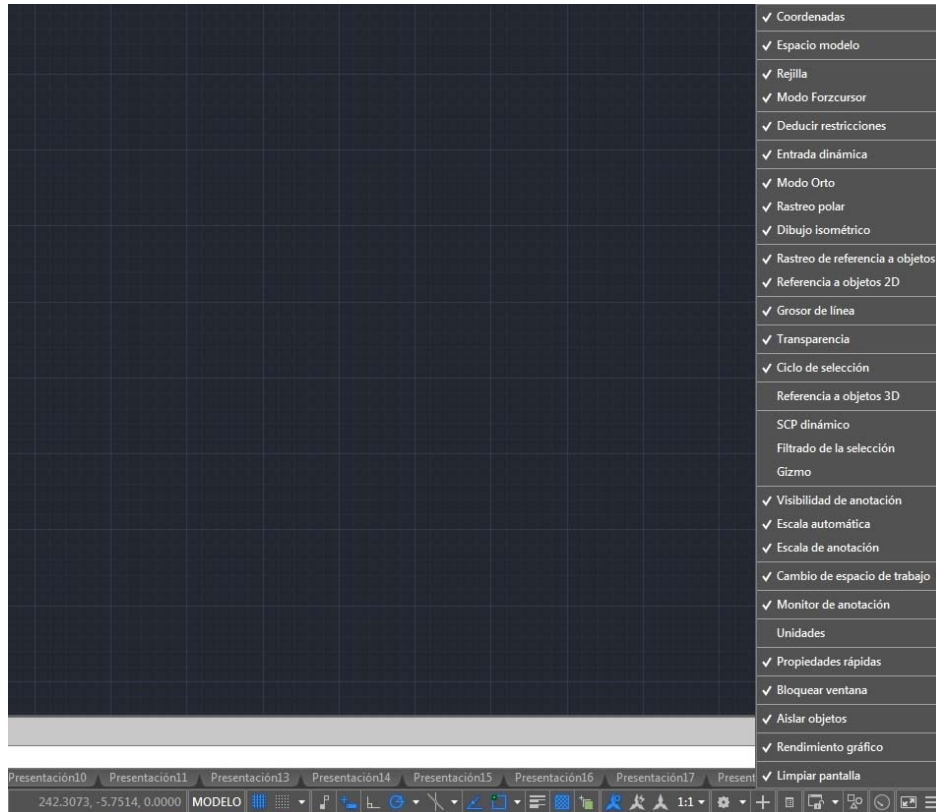 Coordenadas
Espacio modelo
Rejilla
Modo Forzcursor
Deducir restricciones
Entrada dinámica
Modo Orto
Rastreo polar
Dibujo isométrico
Rastreo de referencia a objetos
Referencia a objetos 2D
Grosor de línea
Transparencia
Ciclo de selección
Referencia a objetos 3D
SCP dinámico
Filtrado de la selección
Gizmo
Visibilidad de anotación
Escala automática
Escala de anotación
Cambio de espacio de trabajo
Monitor de anotación
Unidades
Propiedades rápidas
Bloquear ventana
Aislar objetos
Rendimiento gráfico
Limpiar pantalla
Presentación10 Presentación11 Presentación13 Presentación14 Presentación15 Presentación16 Presentación17 Present
242.3073, -5.7514, 0.0000 MODELO 1:1